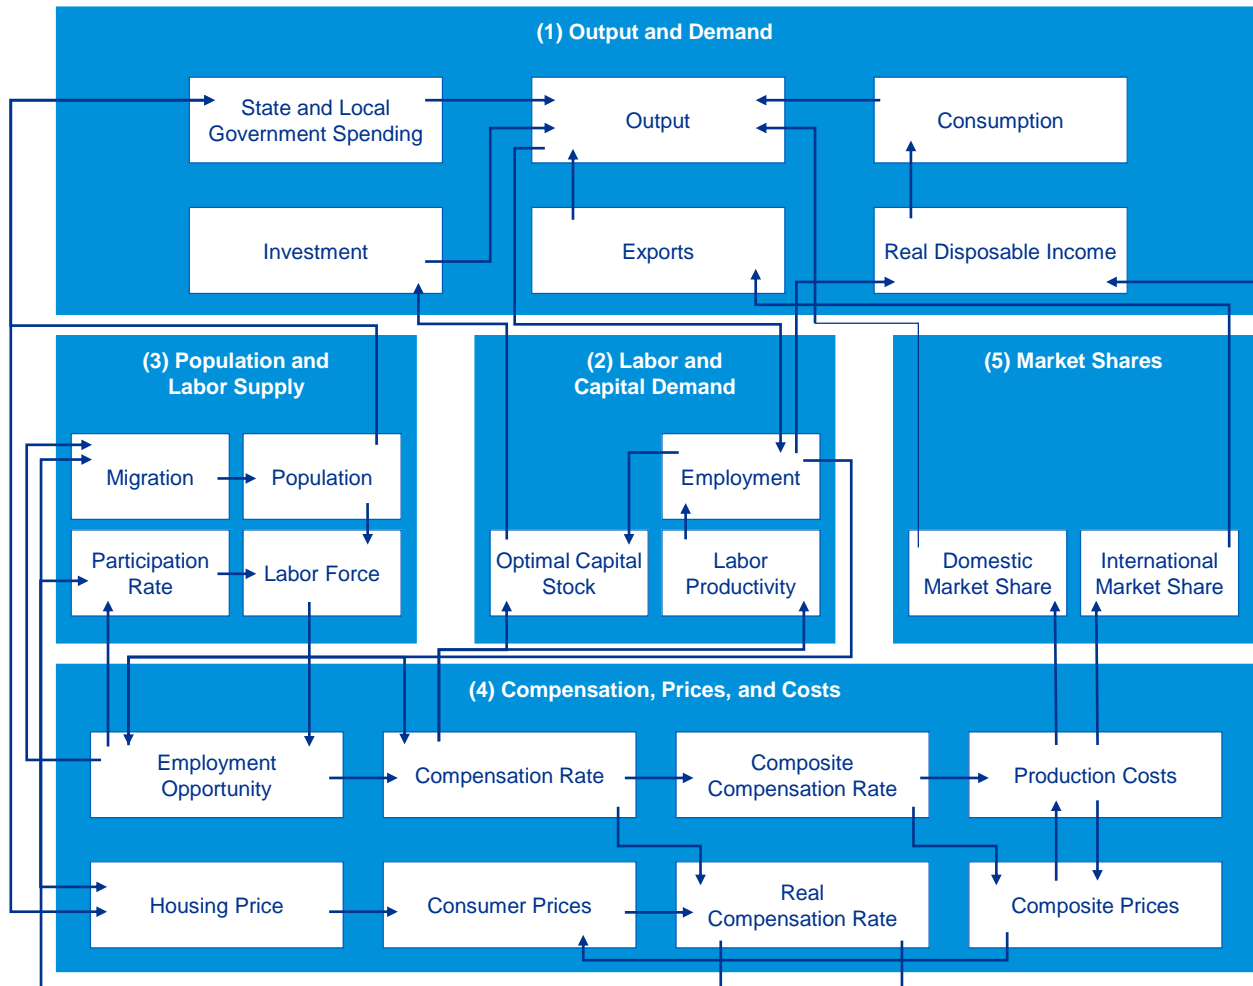 (1) Output and Demand
State and Local
Government Spending
Output
Consumption
Investment
Exports
Real Disposable Income
(3) Population and
Labor Supply
Migration
Population
Participation
Rate
Labor Force
(2) Labor and
Capital Demand
Employment
Optimal Capital
Stock
Labor
Productivity
(5) Market Shares
Domestic
Market Share
International
Market Share
(4) Compensation, Prices, and Costs
Employment
Opportunity
Compensation Rate
Composite
Compensation Rate
Production Costs
Housing Price
Consumer Prices
Real
Compensation Rate
Composite Prices